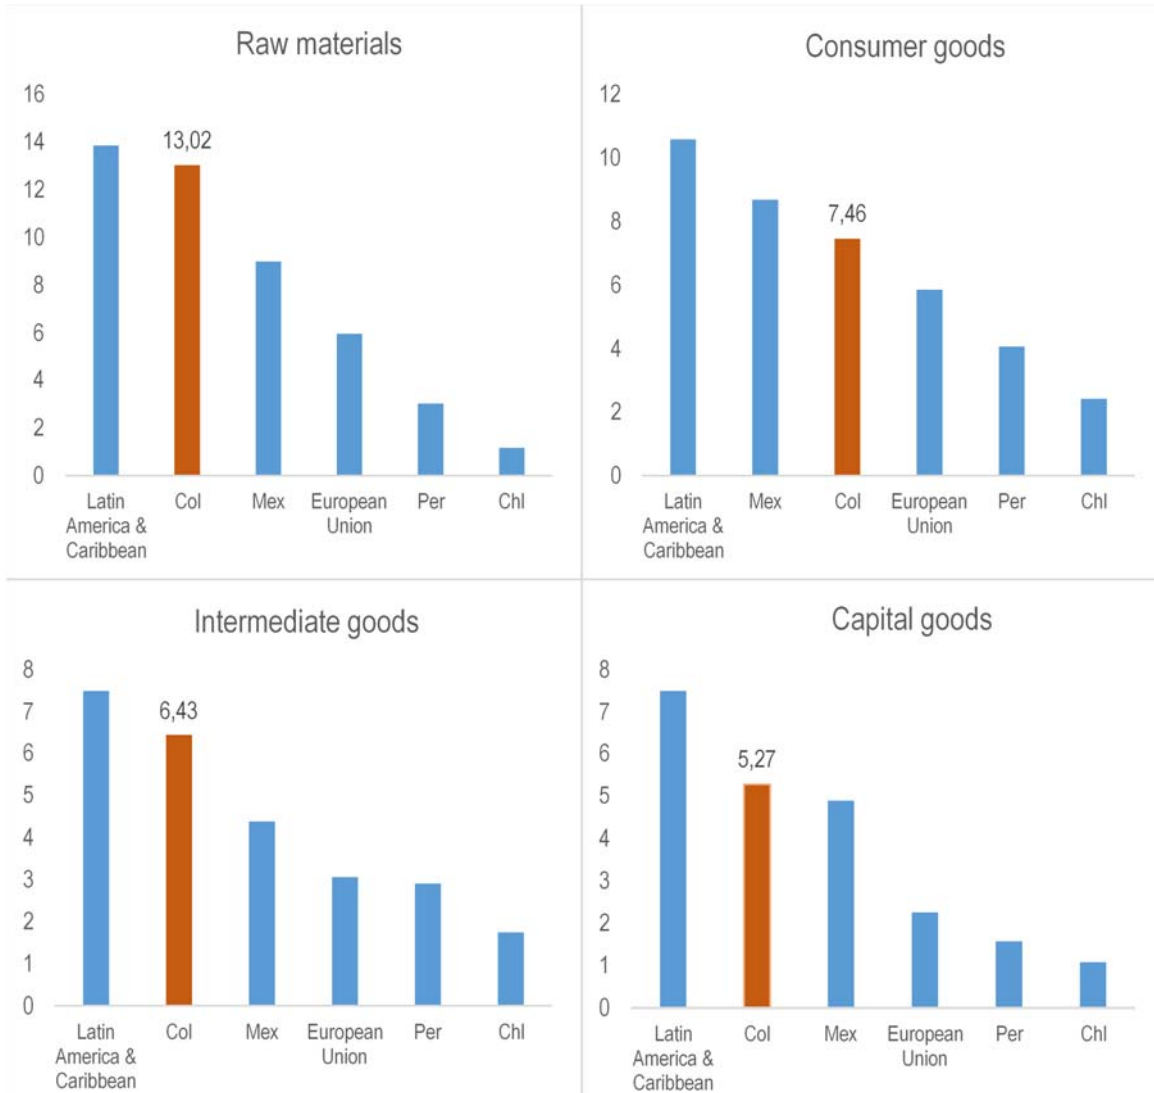 Raw materials
16
14
12
10
8
6
4
2
0
13,02
Latin America & Caribbean
Col
Mex
European Union
Per
Chl
Consumer goods
12
10
8
6
4
2
0
7,46
Latin America & Caribbean
Mex
Col
European Union
Per
Chl
Intermediate goods
8
7
6
5
4
3
2
1
0
6,43
Latin America & Caribbean
Col
Mex
European Union
Per
Chl
Capital goods
8
7
6
5
4
3
2
1
0
5,27
Latin America & Caribbean
Col
Mex
European Union
Per
Chl